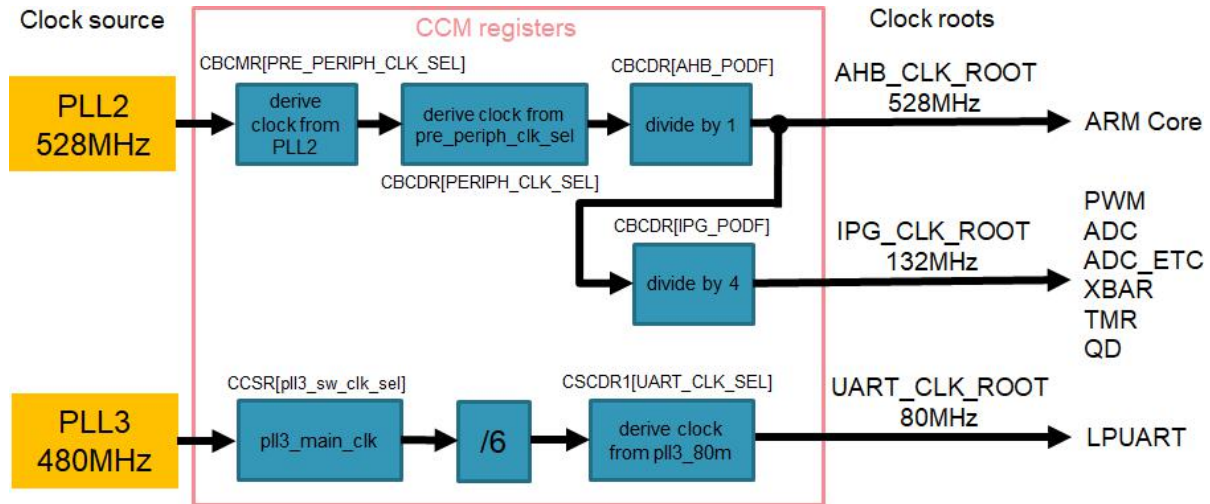 Clock source
CCM registers
Clock roots
CBCMR[PRE_PERIPH_CLK_SEL]
CBCDR[AHB_PODF]
AHB_CLK_ROOT
528MHz
PLL2
528MHz
derive
clock from
PLL2
derive clock from
pre_periph_clk_sel
divide by 1
ARM Core
CBCDR[PERIPH_CLK_SEL]
CBCDR[IPG_PODF]
IPG_CLK_ROOT
132MHz
divide by 4
PWM
ADC
ADC_ETC
XBAR
TMR
QD
CCSR[pll3_sw_clk_sel]
CSCDR1[UART_CLK_SEL]
UART_CLK_ROOT
80MHz
PLL3
480MHz
pll3_main_clk
/6
derive clock
from pll3_80m
LPUART